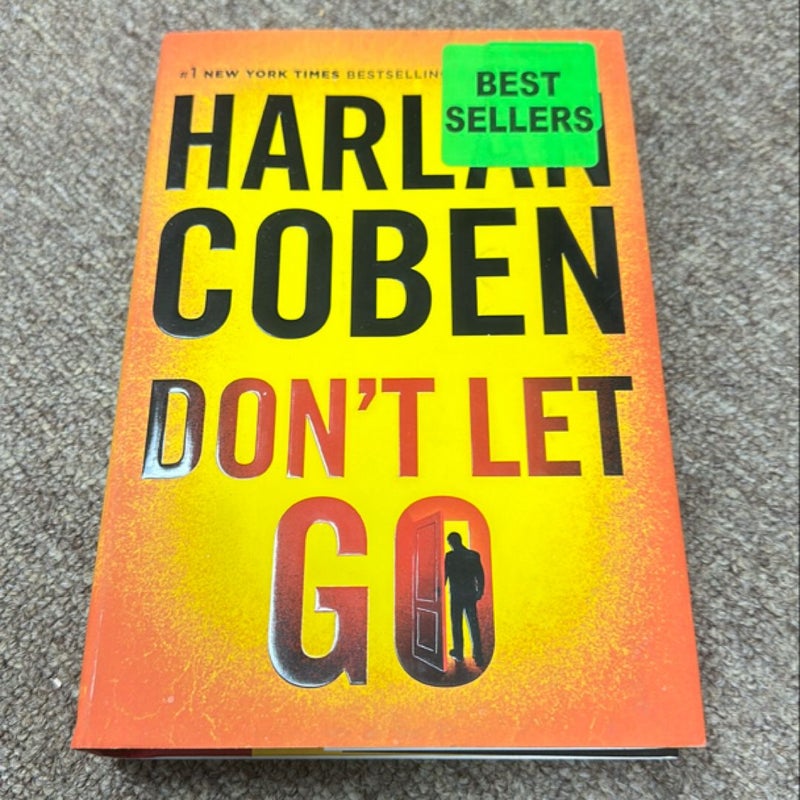 #1 NEW YORK TIMES BESTSELLING
BEST
SELLERS
HARLAN
COBEN
DON'T LET
GO